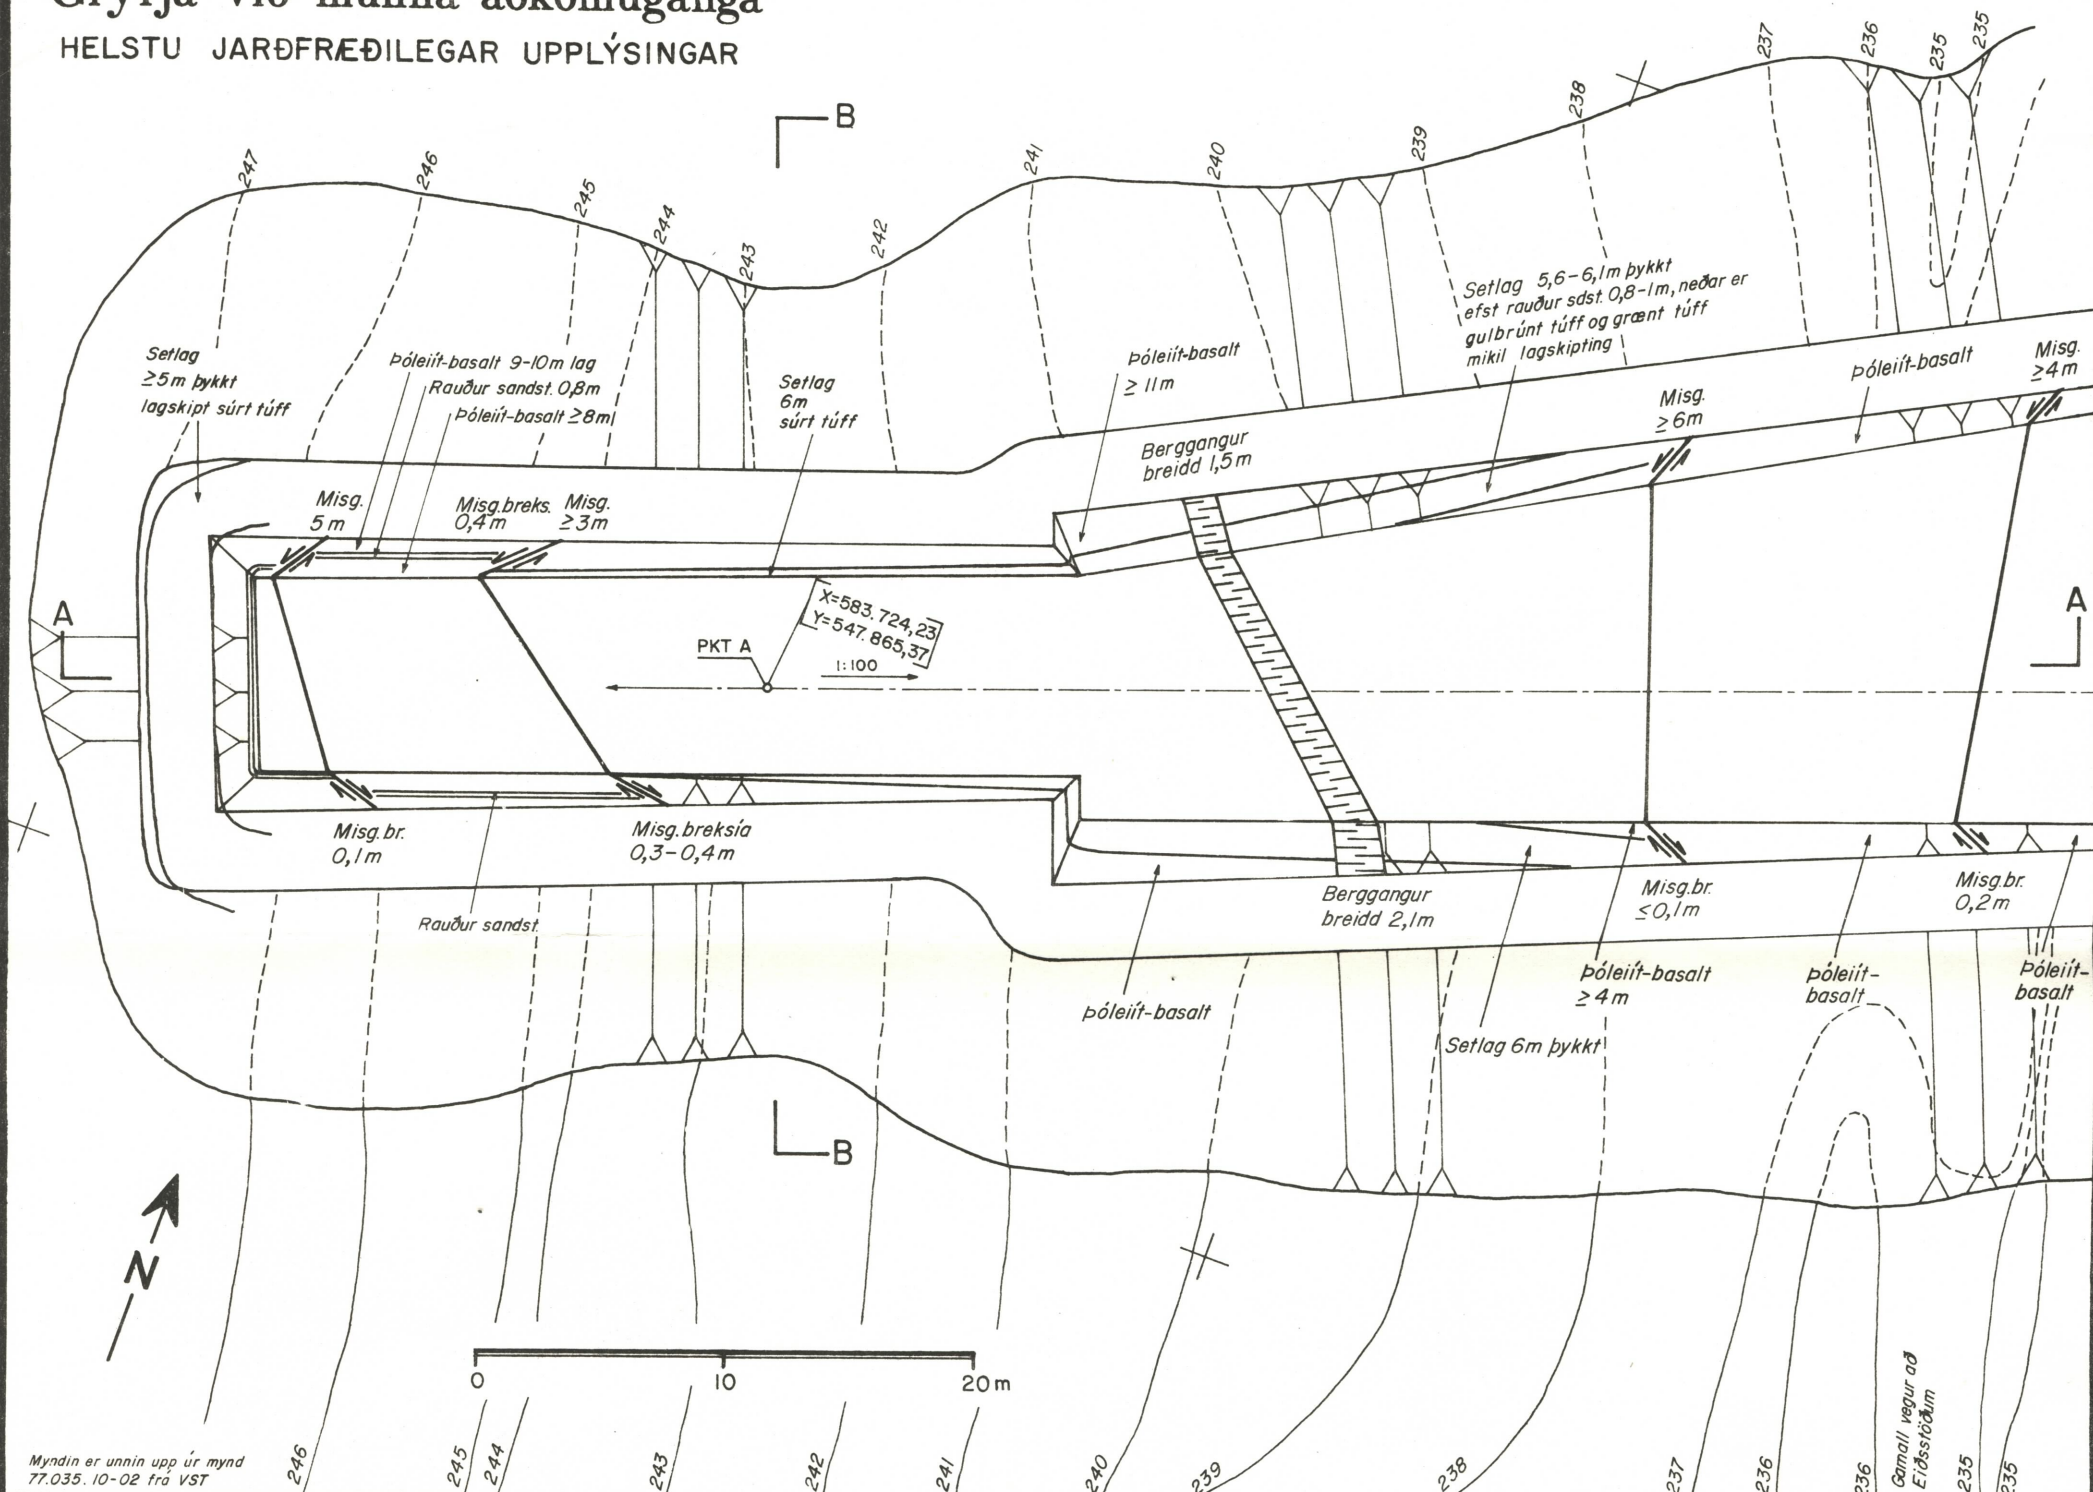 Gryfja við munna aðkomuganga
HELSTU JARÐFRÆÐILEGAR UPPLÝSINGAR
B
247
246
245
244
243
242
241
240
239
238
237
236
235
235
Setlag
≥5m þykkt
lagskipt súrt túff
Þóleiít-basalt 9-10m lag
Rauður sandst. 0,8m
Þóleiít-basalt ≥8m
Setlag
6m
súrt túff
Þóleiít-basalt
≥ 11m
Setlag 5,6-6,1m þykkt
efst rauður sdst. 0,8-1m, neðar er
gulbrúnt túff og grænt túff
mikil lagskipting
Þóleiít-basalt
Misg.
≥4m
Misg.
≥6m
Berggangur
breidd 1,5m
Misg.
5m
Misg.breks.
0,4m
Misg.
≥3m
A
A
X=583.724,23
Y=547.865,37
PKT A
1:100
Misg.br.
0,1m
Misg.breksía
0,3-0,4m
Rauður sandst.
Berggangur
breidd 2,1m
Misg.br.
≤0,1m
Misg.br.
0,2m
Þóleiít-basalt
Þóleiít-basalt
≥4m
Þóleiít-
basalt
Þóleiít-
basalt
Setlag 6m þykkt
B
N
0
10
20m
Myndin er unnin upp úr mynd
77.035.10-02 frá VST
246
245
244
243
242
241
240
239
238
237
236
236
Gamall vegur að
Eiðsstöðum
235
235